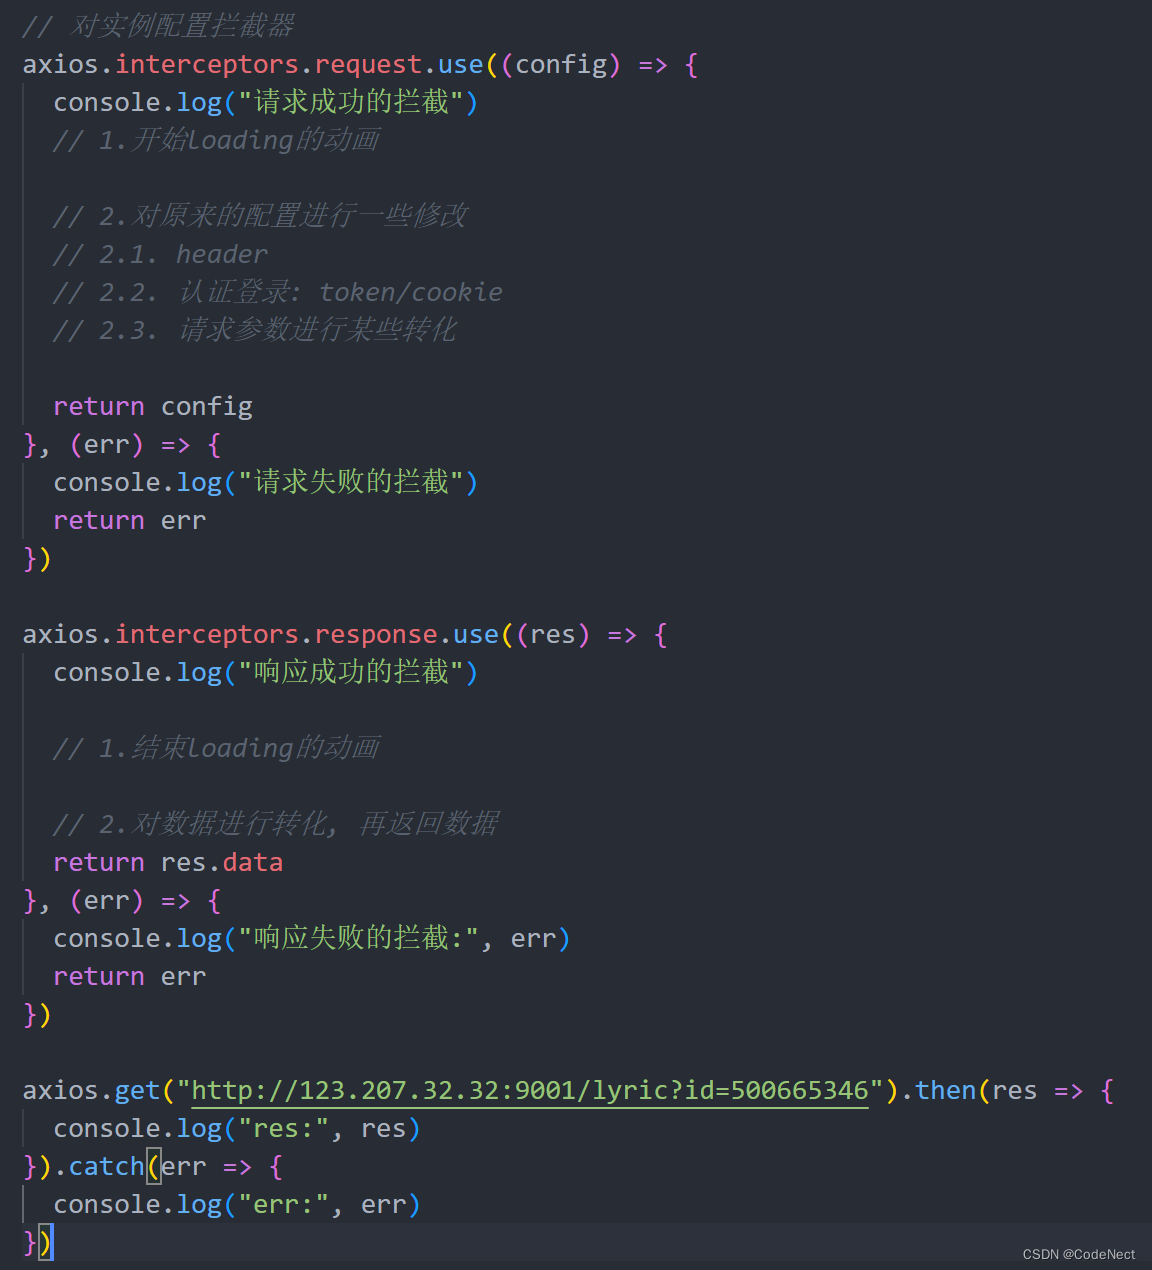 // 对实例配置拦截器
axios.interceptors.request.use((config) => {
  console.log("请求成功的拦截")
  // 1.开始loading的动画

  // 2.对原来的配置进行一些修改
  // 2.1. header
  // 2.2. 认证登录: token/cookie
  // 2.3. 请求参数进行某些转化

  return config
}, (err) => {
  console.log("请求失败的拦截")
  return err
})

axios.interceptors.response.use((res) => {
  console.log("响应成功的拦截")

  // 1.结束loading的动画

  // 2.对数据进行转化, 再返回数据
  return res.data
}, (err) => {
  console.log("响应失败的拦截:", err)
  return err
})

axios.get("http://123.207.32.32:9001/lyric?id=500665346").then(res => {
  console.log("res:", res)
}).catch(err => {
  console.log("err:", err)
})
CSDN @CodeNect